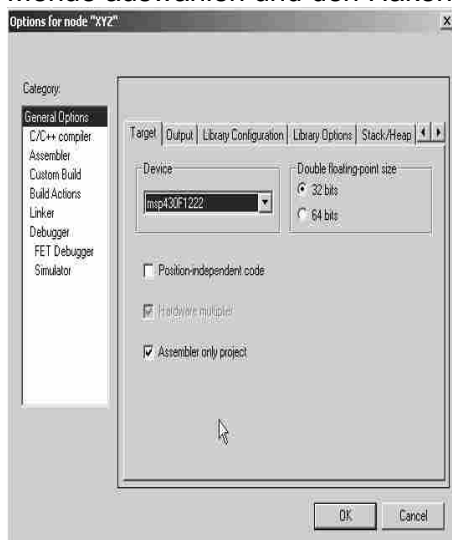 Options for node "XYZ"
X
Category:
General Options
C/C++ compiler
Assembler
Custom Build
Build Actions
Linker
Debugger
FET Debugger
Simulator
Target
Output
Library Configuration
Library Options
Stack/Heap
Device
msp430F1222
Double floating-point size
32 bits
64 bits
Position-independent code
Hardware multiplier
Assembler only project
OK
Cancel